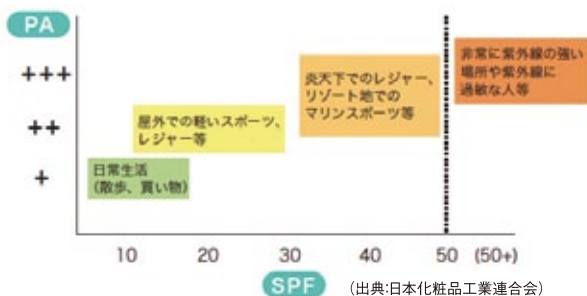 PA
+++
++
+
炎天下でのレジャー、
リゾート地での
マリンスポーツ等
非常に紫外線の強い
場所や紫外線に
過敏な人等
屋外での軽いスポーツ、
レジャー等
日常生活
(散歩、買い物)
10 20 30 40 50 (50+)
SPF (出典:日本化粧品工業連合会)